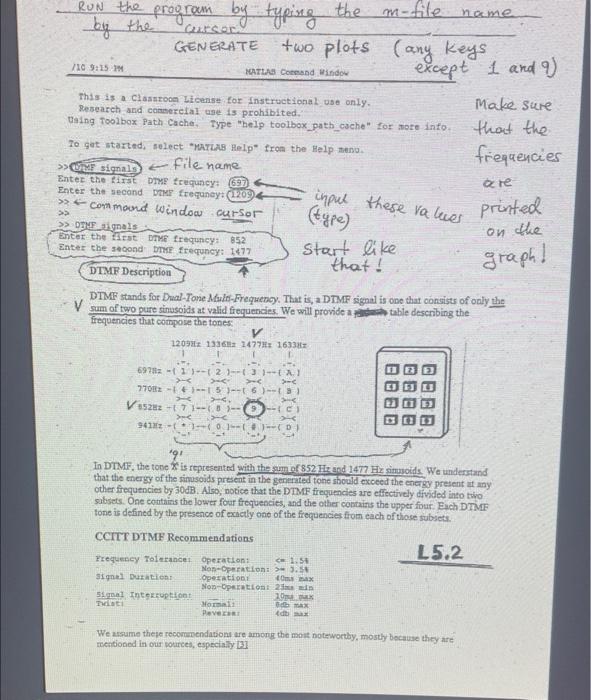 RUN the program by typing the m-file name
by the cursor.
GENERATE two plots (any keys
except 1 and 9)
/10 9:15 PM
MATLAB Command Window
This is a Classroom License for instructional use only.
Research and commercial use is prohibited.
Using Toolbox Path Cache. Type "help toolbox_path_cache" for more info.
To get started, select "MATLAB Help" from the Help menu.
Make sure
that the
frequencies
are
printed
on the
graph!
>> DTMF signals ← file name
Enter the first DTMF frequncy: 697
Enter the second DTMF frequncy: 1209
>> ← command window cursor
>>
input these values
(type)
>> DTMF signals
Enter the first DTMF frequncy: 852
Enter the second DTMF frequncy: 1477
start like
that!
DTMF Description
V DTMF stands for Dual-Tone Multi-Frequency. That is, a DTMF signal is one that consists of only the
sum of two pure sinusoids at valid frequencies. We will provide a table describing the
frequencies that compose the tones:
V
1209Hz 1336Hz 1477Hz 1633Hz
697Hz -( 1 )--( 2 )--( 3 )--( A )
770Hz -( 4 )--( 5 )--( 6 )--( B )
V 852Hz -( 7 )--( 8 )--( 9 )--( C )
941Hz -( * )--( 0 )--( # )--( D )
'9'
In DTMF, the tone is represented with the sum of 852 Hz and 1477 Hz sinusoids. We understand
that the energy of the sinusoids present in the generated tone should exceed the energy present at any
other frequencies by 30dB. Also, notice that the DTMF frequencies are effectively divided into two
subsets. One contains the lower four frequencies, and the other contains the upper four. Each DTMF
tone is defined by the presence of exactly one of the frequencies from each of those subsets.
CCITT DTMF Recommendations
L5.2
Frequency Tolerance: Operation: <= 1.5%
Non-Operation: >= 3.5%
Signal Duration: Operation: 40ms max
Non-Operation: 23ms min
Signal Interruption: 10ms max
Twist: Normal: 8db max
Reverse: 4db max
We assume these recommendations are among the most noteworthy, mostly because they are
mentioned in our sources, especially [3]